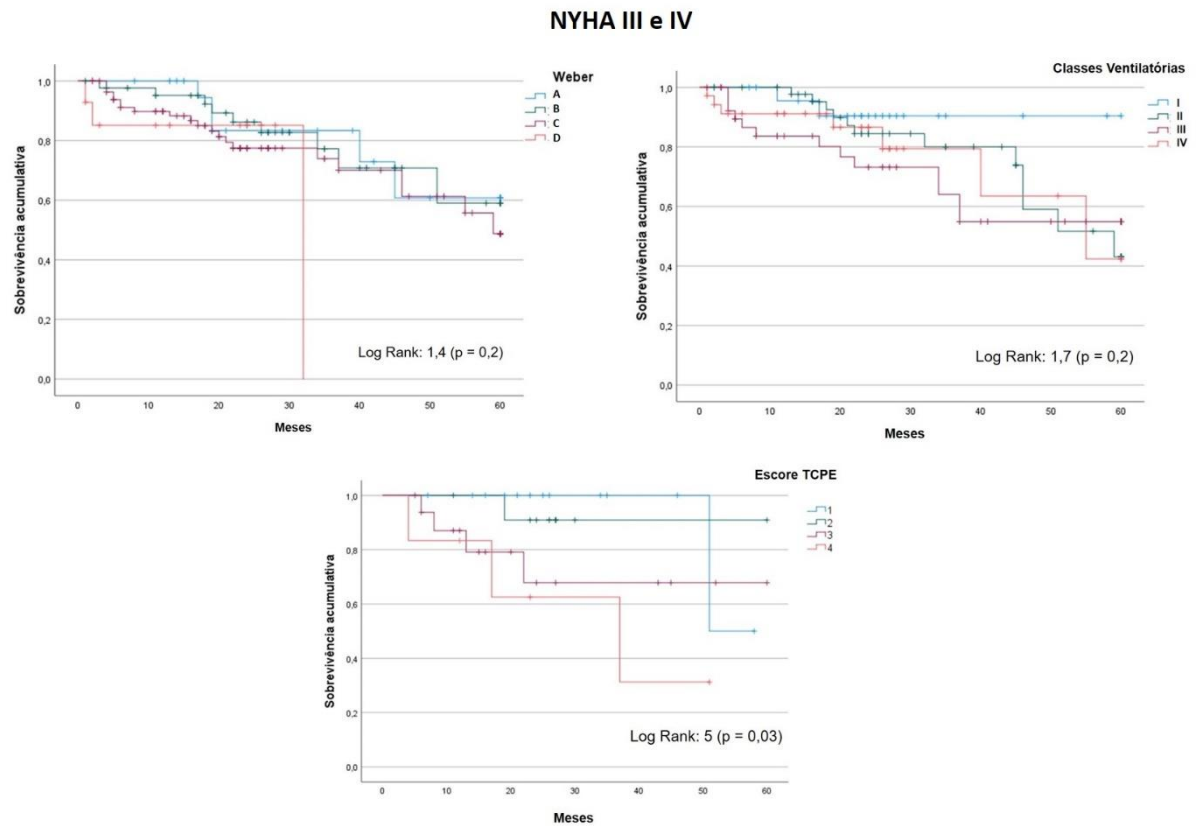 NYHA III e IV
Weber
A
B
C
D
Sobrevivência acumulativa
1,0
0,8
0,6
0,4
0,2
0,0
Log Rank: 1,4 (p = 0,2)
0 10 20 30 40 50 60
Meses
Classes Ventilatórias
I
II
III
IV
Sobrevivência acumulativa
1,0
0,8
0,6
0,4
0,2
0,0
Log Rank: 1,7 (p = 0,2)
0 10 20 30 40 50 60
Meses
Escore TCPE
1
2
3
4
Sobrevivência acumulativa
1,0
0,8
0,6
0,4
0,2
0,0
Log Rank: 5 (p = 0,03)
0 10 20 30 40 50 60
Meses